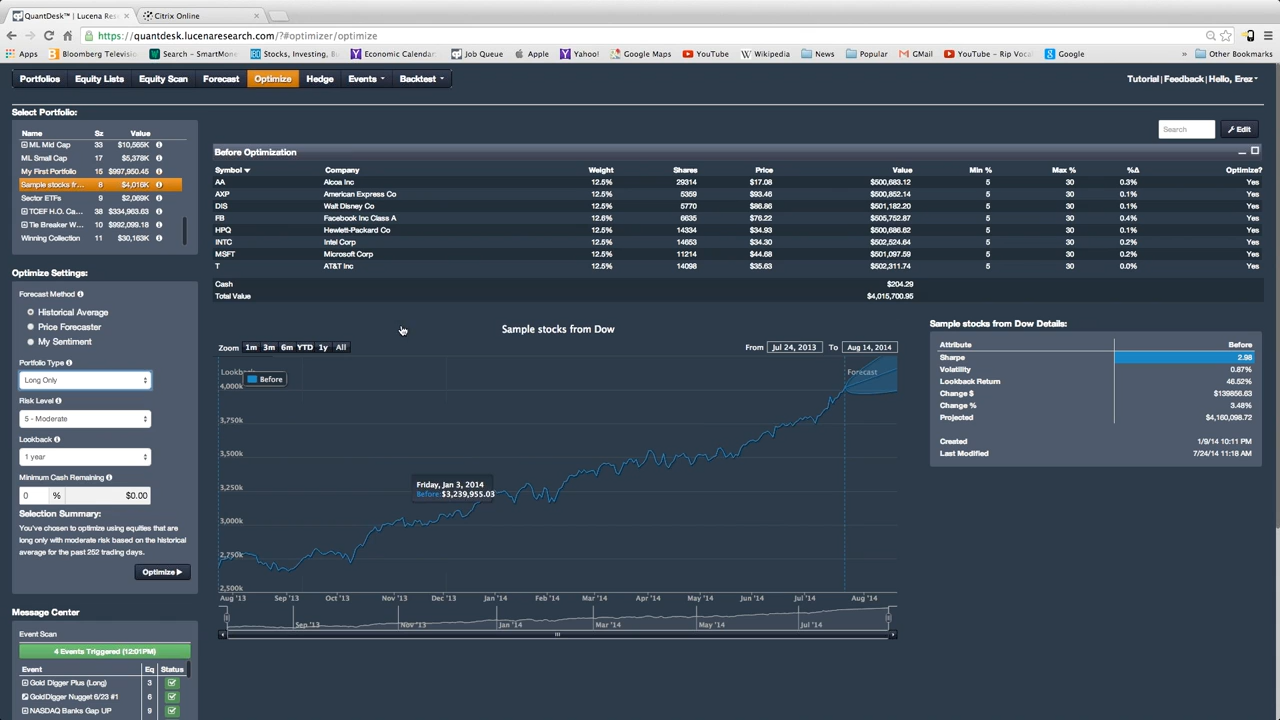 QuantDesk™ | Lucena Res
Citrix Online
https://quantdesk.lucenaresearch.com/?#optimizer/optimize
Apps Bloomberg Televisio Search – SmartMone Stocks, Investing, Bu Economic Calendar Job Queue Apple Yahoo! Google Maps YouTube Wikipedia News Popular GMail YouTube – Rip Vocal Google » Other Bookmarks
Portfolios Equity Lists Equity Scan Forecast Optimize Hedge Events Backtest Tutorial | Feedback | Hello, Erez
Select Portfolio:
Name Sz Value
ML Mid Cap 33 $10,565K
ML Small Cap 17 $5,378K
My First Portfolio 15 $997,950.45
Sample stocks fr... 8 $4,016K
Sector ETFs 9 $2,069K
TCEF H.O. Ca... 38 $334,963.63
Tie Breaker W... 10 $992,099.18
Winning Collection 11 $30,163K
Search Edit
Before Optimization
Symbol Company Weight Shares Price Value Min % Max % %Δ Optimize?
AA Alcoa Inc 12.5% 29314 $17.08 $500,683.12 5 30 0.3% Yes
AXP American Express Co 12.5% 5359 $93.46 $500,852.14 5 30 0.1% Yes
DIS Walt Disney Co 12.5% 5770 $86.86 $501,182.20 5 30 0.1% Yes
FB Facebook Inc Class A 12.6% 6635 $76.22 $505,752.87 5 30 0.4% Yes
HPQ Hewlett-Packard Co 12.5% 14334 $34.93 $500,686.62 5 30 0.1% Yes
INTC Intel Corp 12.5% 14653 $34.30 $502,524.64 5 30 0.2% Yes
MSFT Microsoft Corp 12.5% 11214 $44.68 $501,097.59 5 30 0.2% Yes
T AT&T Inc 12.5% 14098 $35.63 $502,311.74 5 30 0.0% Yes
Cash $204.29
Total Value $4,015,700.95
Optimize Settings:
Forecast Method
Historical Average
Price Forecaster
My Sentiment
Portfolio Type
Long Only
Risk Level
5 - Moderate
Lookback
1 year
Minimum Cash Remaining
0 % $0.00
Selection Summary:
You've chosen to optimize using equities that are
long only with moderate risk based on the historical
average for the past 252 trading days.
Optimize
Sample stocks from Dow
Zoom 1m 3m 6m YTD 1y All From Jul 24, 2013 To Aug 14, 2014
Forecast
Before
4,000k
3,750k
3,500k
3,250k
3,000k
2,750k
2,500k
Friday, Jan 3, 2014
Before: $3,239,955.03
Aug '13 Sep '13 Oct '13 Nov '13 Dec '13 Jan '14 Feb '14 Mar '14 Apr '14 May '14 Jun '14 Jul '14 Aug '14
Sep '13 Nov '13 Jan '14 Mar '14 May '14 Jul '14
Sample stocks from Dow Details:
Attribute Before
Sharpe 2.98
Volatility 0.87%
Lookback Return 46.52%
Change $ $139856.63
Change % 3.48%
Projected $4,160,098.72
Created 1/9/14 10:11 PM
Last Modified 7/24/14 11:18 AM
Message Center
Event Scan
4 Events Triggered (12:01PM)
Event Eq Status
Gold Digger Plus (Long) 3
GoldDigger Nugget 6/23 #1 6
NASDAQ Banks Gap UP 9